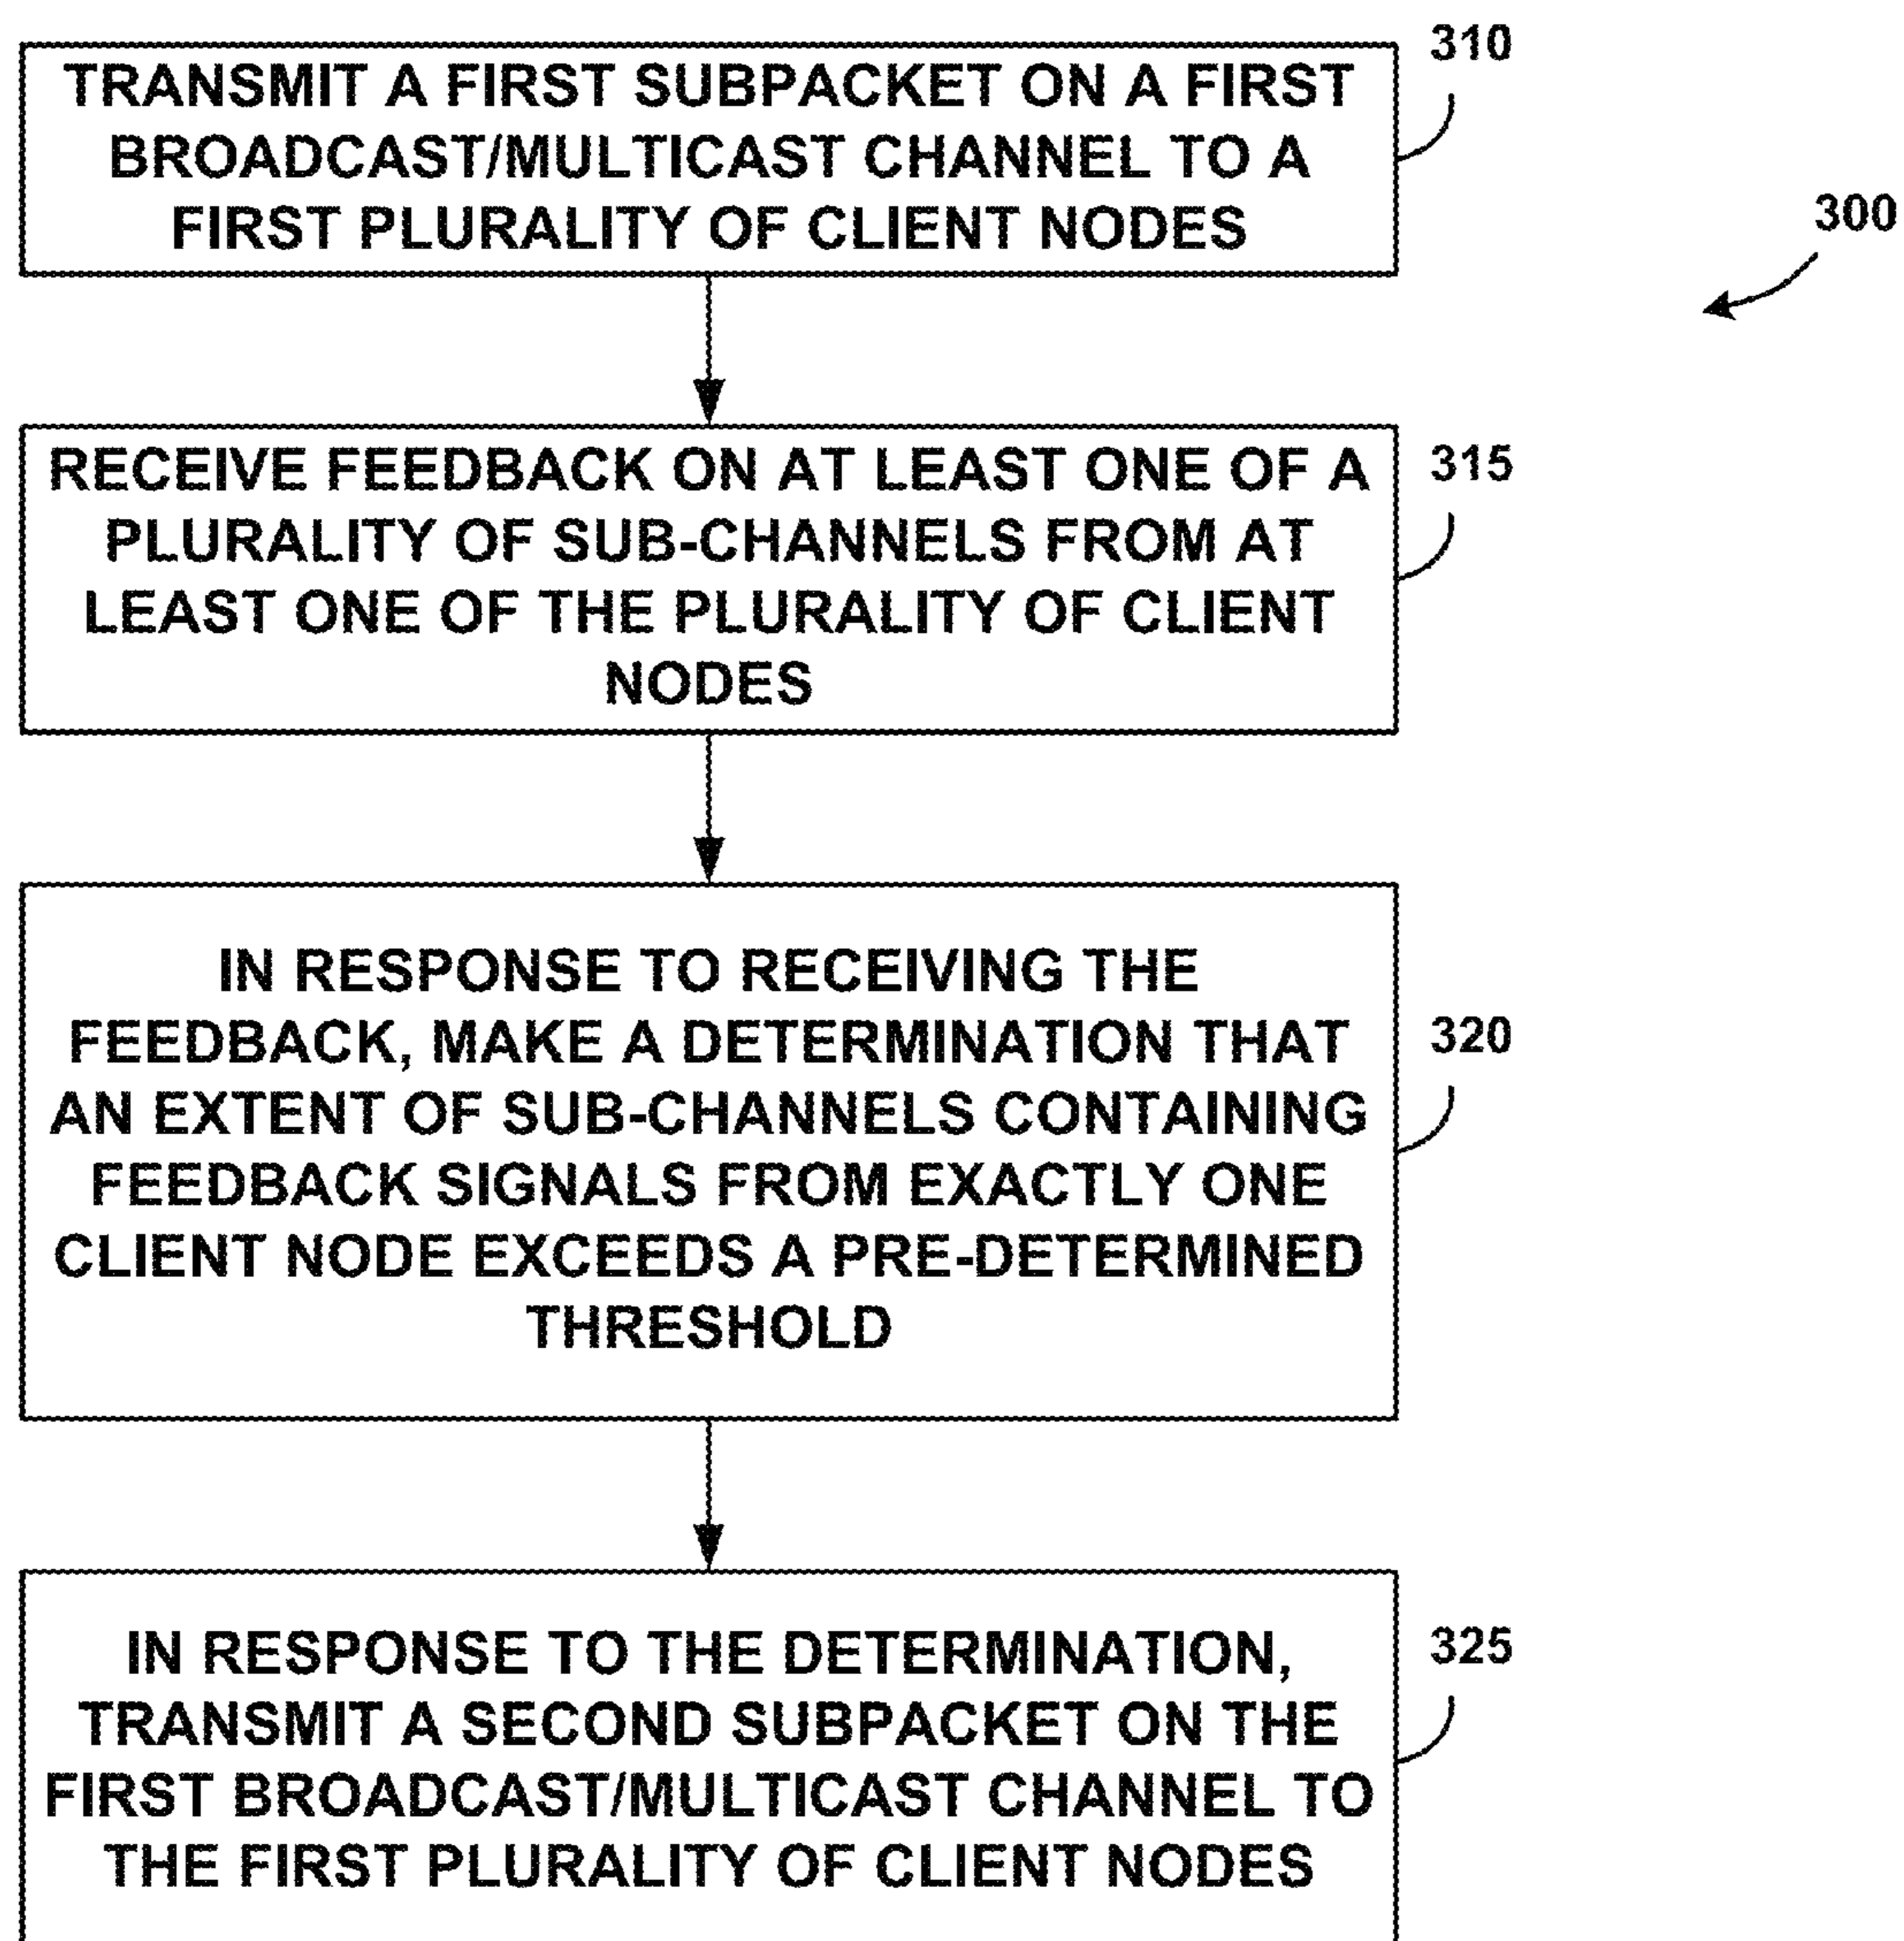 TRANSMIT A FIRST SUBPACKET ON A FIRST
BROADCAST/MULTICAST CHANNEL TO A
FIRST PLURALITY OF CLIENT NODES
310
300
RECEIVE FEEDBACK ON AT LEAST ONE OF A
PLURALITY OF SUB-CHANNELS FROM AT
LEAST ONE OF THE PLURALITY OF CLIENT
NODES
315
IN RESPONSE TO RECEIVING THE
FEEDBACK, MAKE A DETERMINATION THAT
AN EXTENT OF SUB-CHANNELS CONTAINING
FEEDBACK SIGNALS FROM EXACTLY ONE
CLIENT NODE EXCEEDS A PRE-DETERMINED
THRESHOLD
320
IN RESPONSE TO THE DETERMINATION,
TRANSMIT A SECOND SUBPACKET ON THE
FIRST BROADCAST/MULTICAST CHANNEL TO
THE FIRST PLURALITY OF CLIENT NODES
325